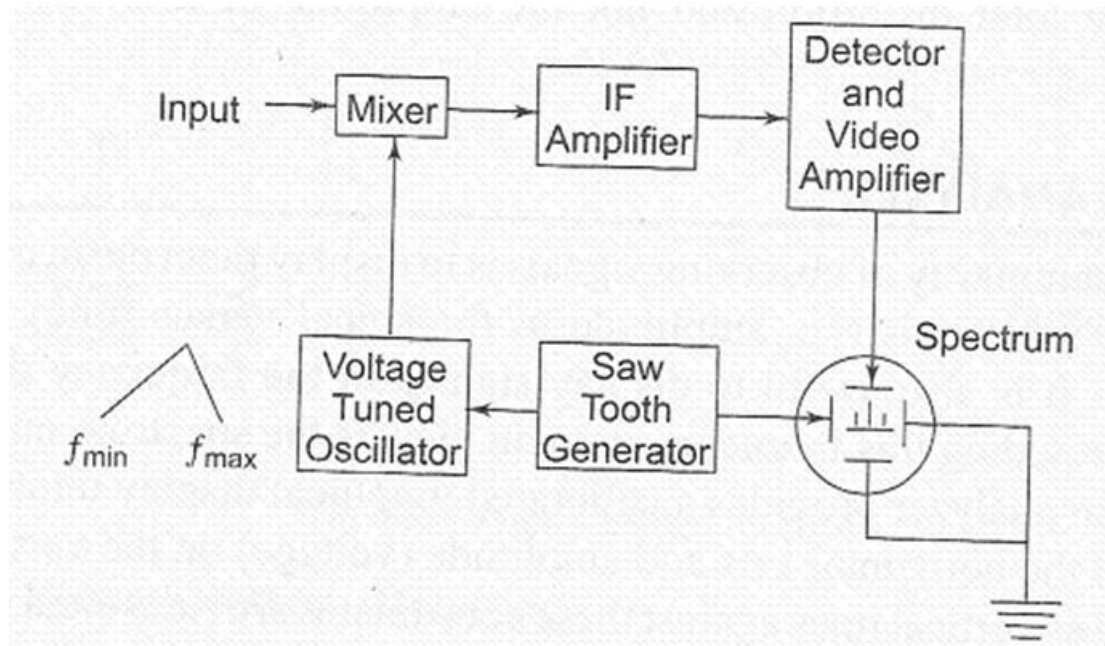 Input
Mixer
IF
Amplifier
Detector
and
Video
Amplifier
Spectrum
Voltage
Tuned
Oscillator
Saw
Tooth
Generator
fmin
fmax